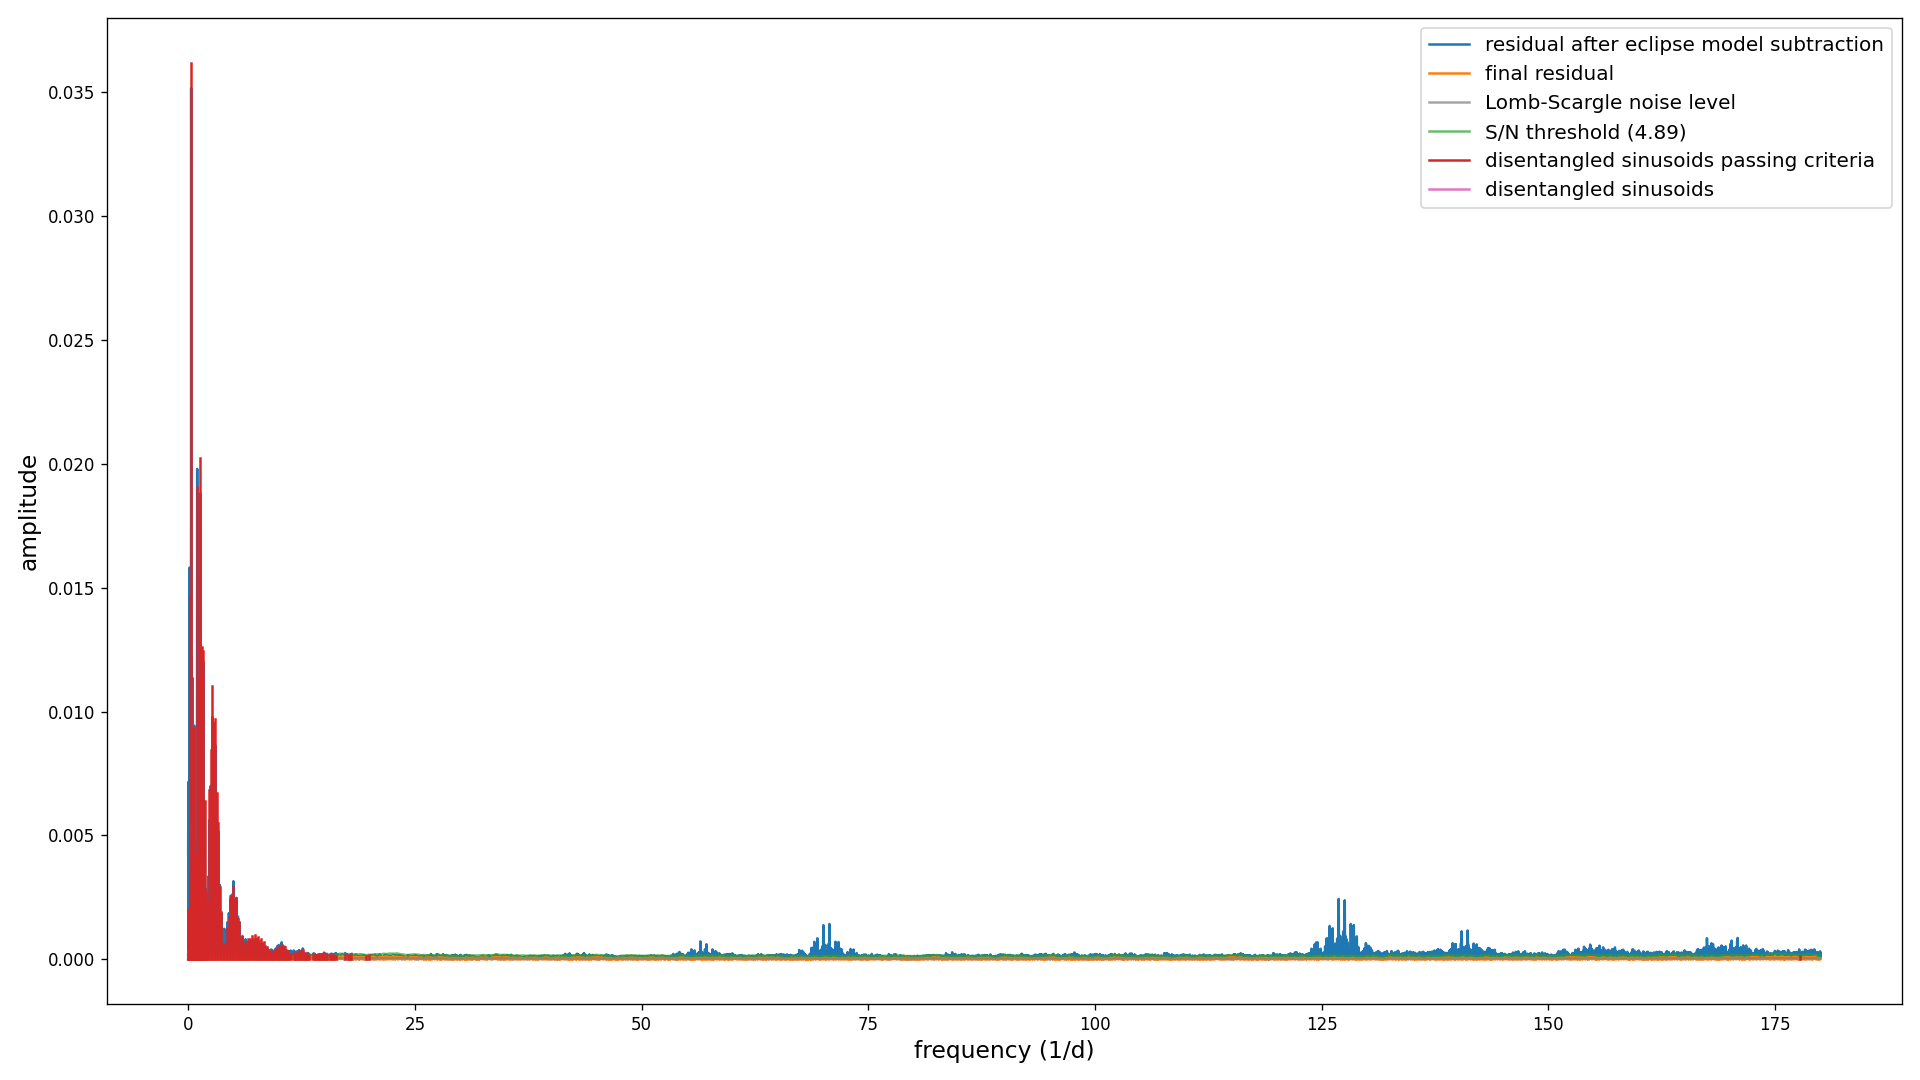 residual after eclipse model subtraction
final residual
Lomb-Scargle noise level
S/N threshold (4.89)
disentangled sinusoids passing criteria
disentangled sinusoids
0.035
0.030
0.025
0.020
0.015
0.010
0.005
0.000
amplitude
0 25 50 75 100 125 150 175
frequency (1/d)